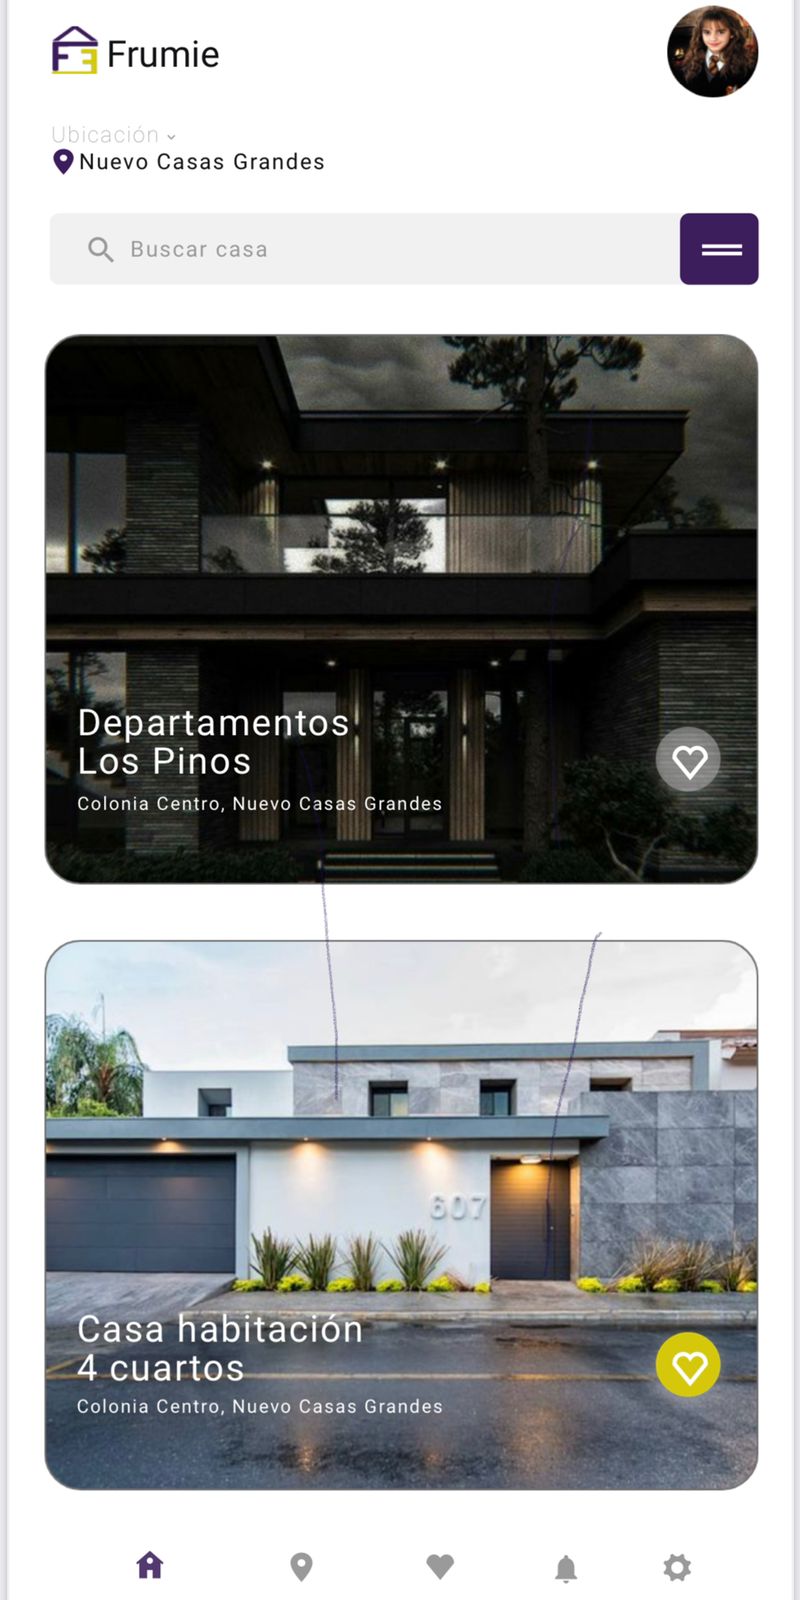 Frumie
Ubicación
Nuevo Casas Grandes
Buscar casa
Departamentos
Los Pinos
Colonia Centro, Nuevo Casas Grandes
607
Casa habitación
4 cuartos
Colonia Centro, Nuevo Casas Grandes